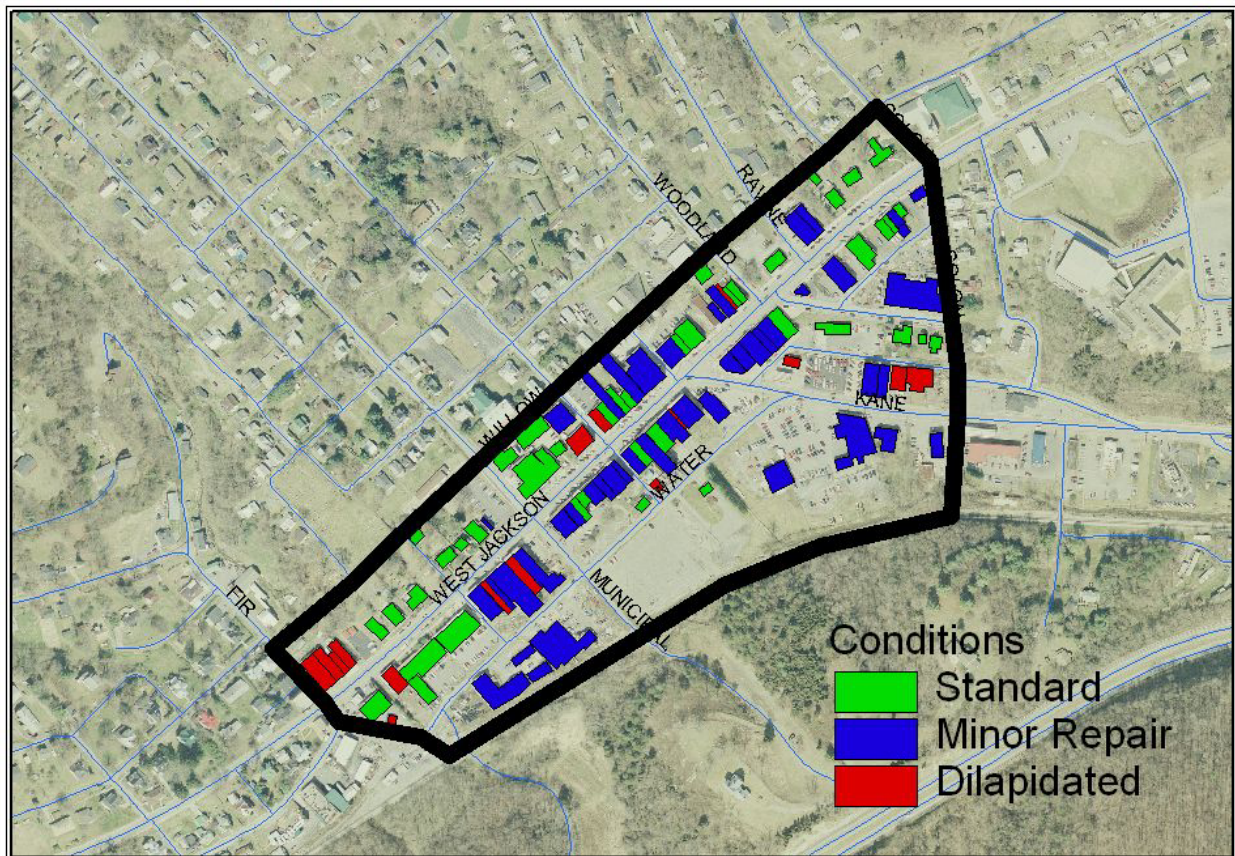 RAVINE
WOODLAND
WILLOW
KANE
WATER
WEST JACKSON
MUNICIPAL
FIR
Conditions
Standard
Minor Repair
Dilapidated